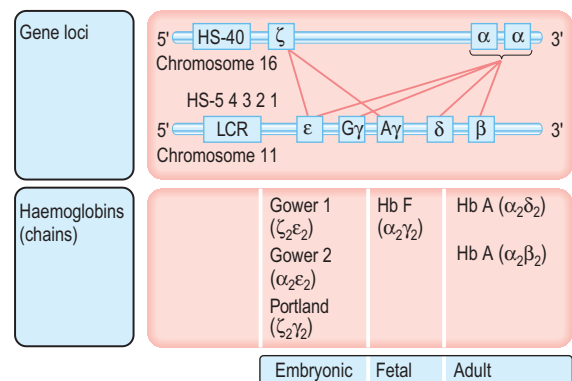 Gene loci
5' HS-40 ζ α α 3'
Chromosome 16
HS-5 4 3 2 1
5' LCR ε Gγ Aγ δ β 3'
Chromosome 11
Haemoglobins
(chains)
Gower 1
(ζ₂ε₂)
Gower 2
(α₂ε₂)
Portland
(ζ₂γ₂)
Hb F
(α₂γ₂)
Hb A (α₂δ₂)
Hb A (α₂β₂)
Embryonic Fetal Adult